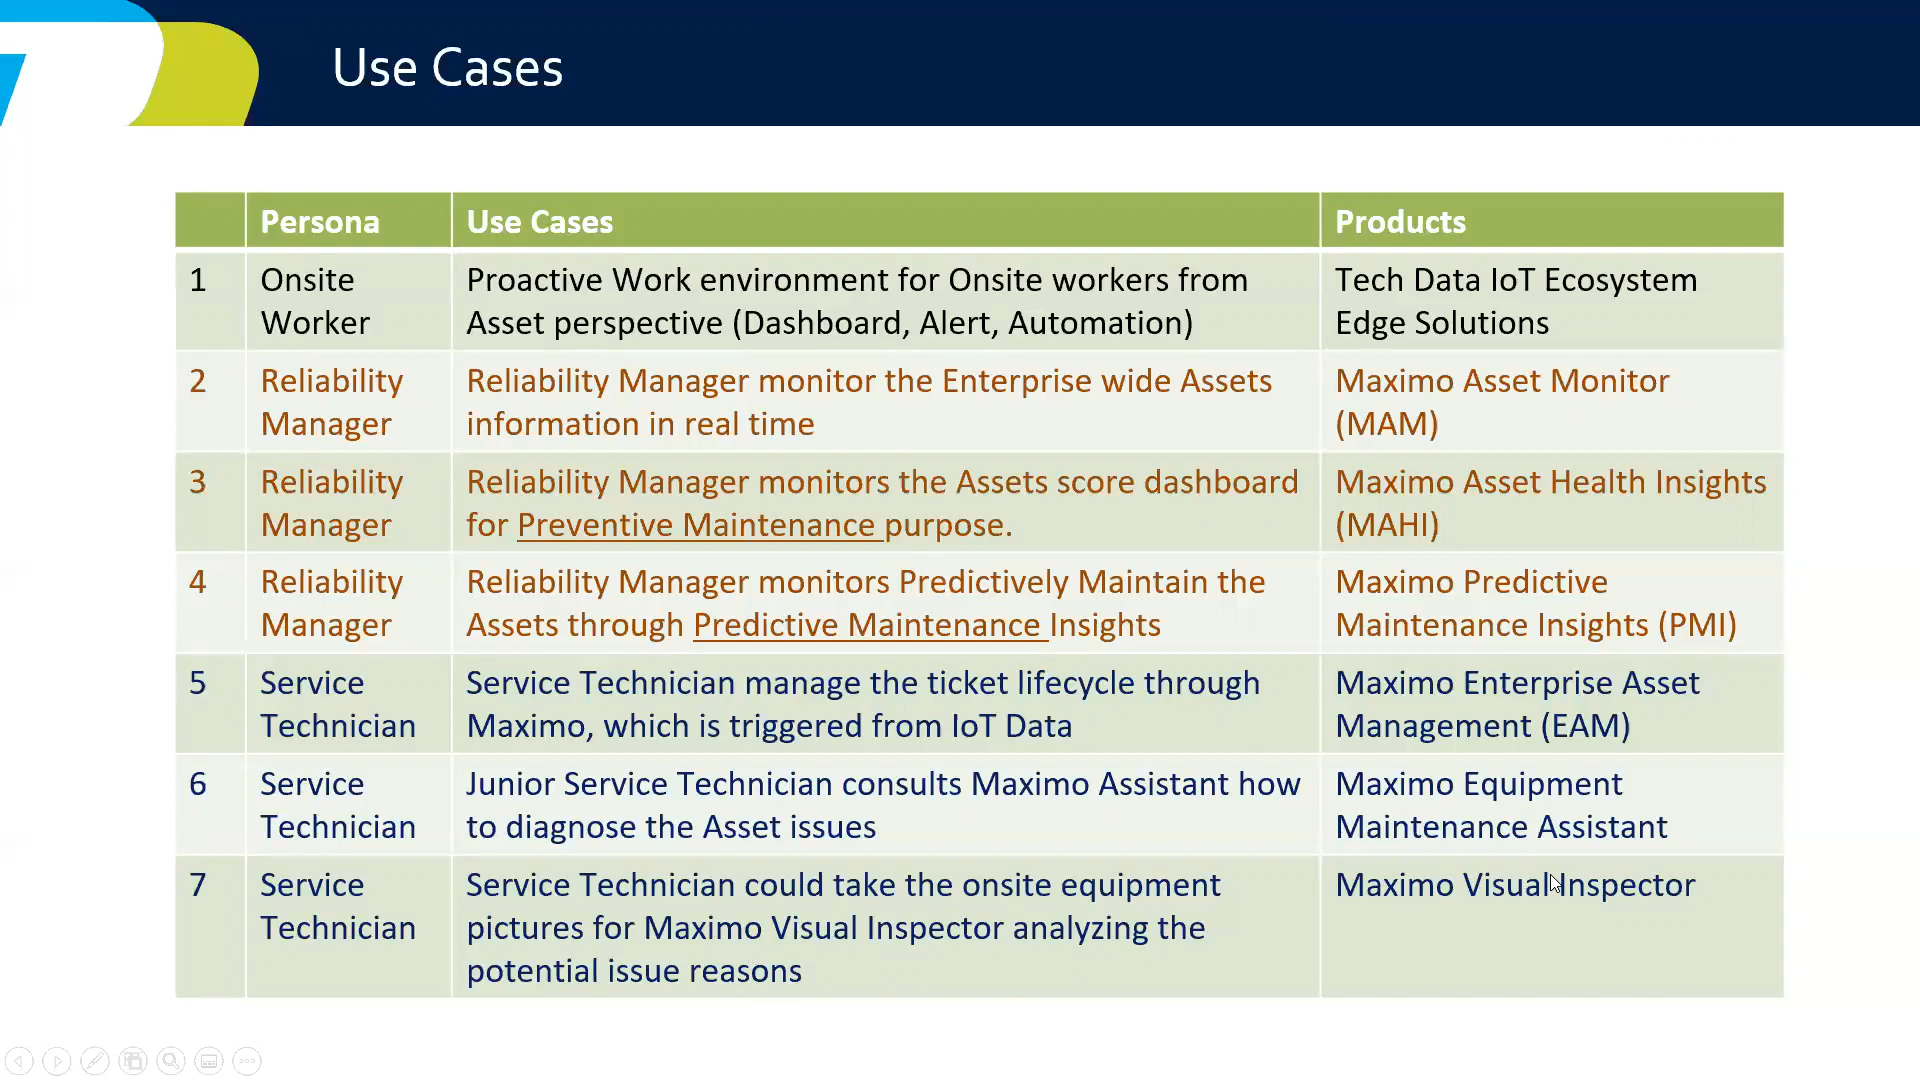 Use Cases
Persona Use Cases Products
1 Onsite Proactive Work environment for Onsite workers from Tech Data IoT Ecosystem
Worker Asset perspective (Dashboard, Alert, Automation) Edge Solutions
2 Reliability Reliability Manager monitor the Enterprise wide Assets Maximo Asset Monitor
Manager information in real time (MAM)
3 Reliability Reliability Manager monitors the Assets score dashboard Maximo Asset Health Insights
Manager for Preventive Maintenance purpose. (MAHI)
4 Reliability Reliability Manager monitors Predictively Maintain the Maximo Predictive
Manager Assets through Predictive Maintenance Insights Maintenance Insights (PMI)
5 Service Service Technician manage the ticket lifecycle through Maximo Enterprise Asset
Technician Maximo, which is triggered from IoT Data Management (EAM)
6 Service Junior Service Technician consults Maximo Assistant how Maximo Equipment
Technician to diagnose the Asset issues Maintenance Assistant
7 Service Service Technician could take the onsite equipment Maximo Visual Inspector
Technician pictures for Maximo Visual Inspector analyzing the
potential issue reasons